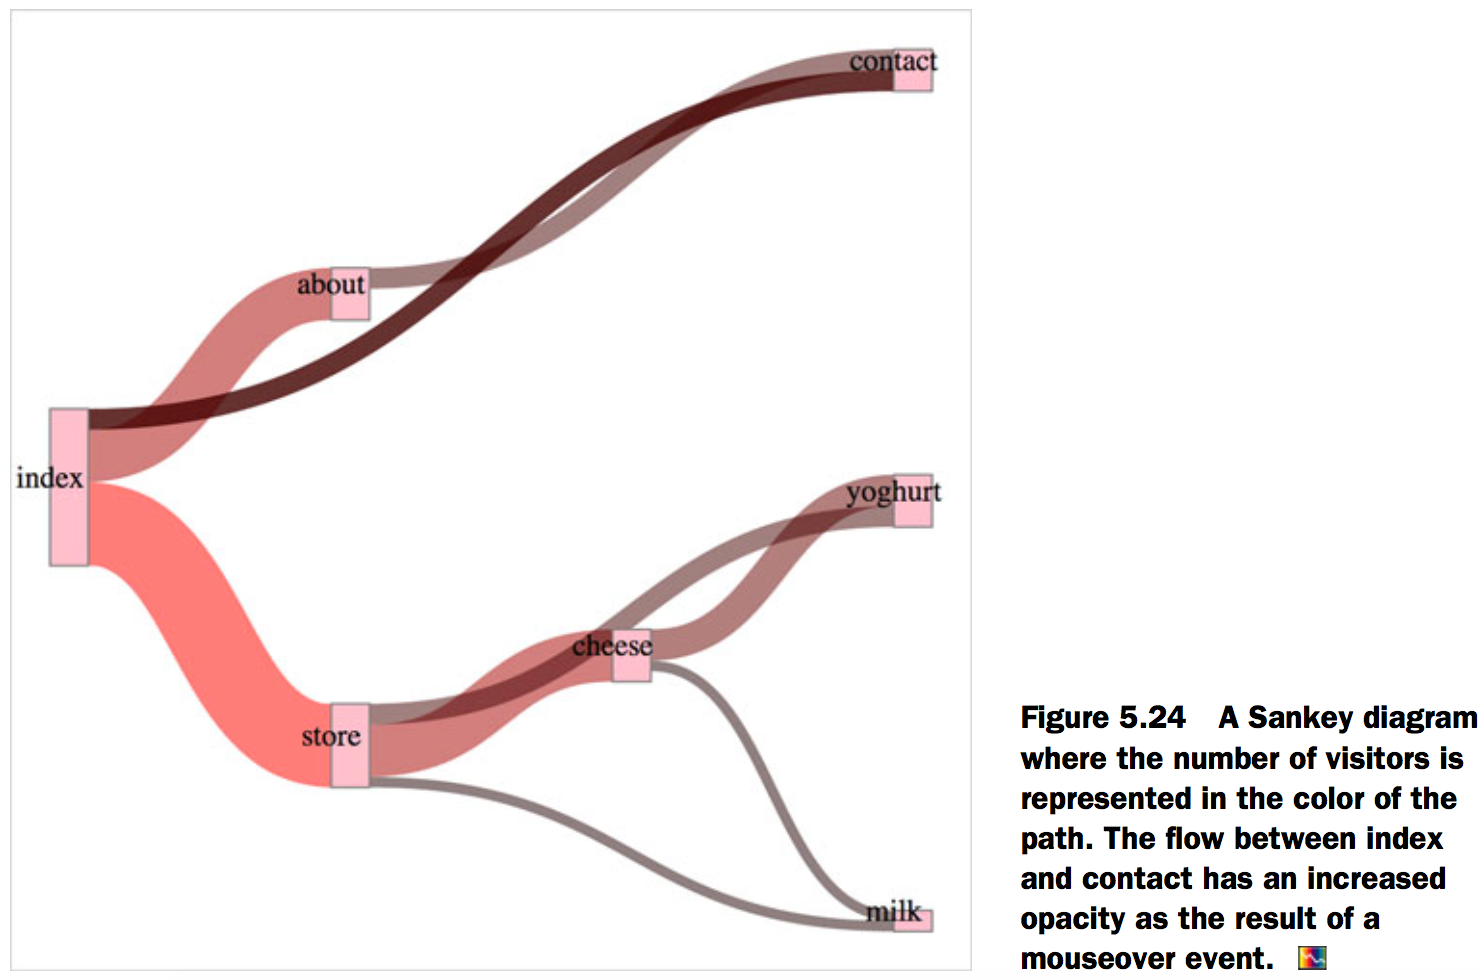 contact
about
index
yoghurt
cheese
store
milk
Figure 5.24 A Sankey diagram
where the number of visitors is
represented in the color of the
path. The flow between index
and contact has an increased
opacity as the result of a
mouseover event.